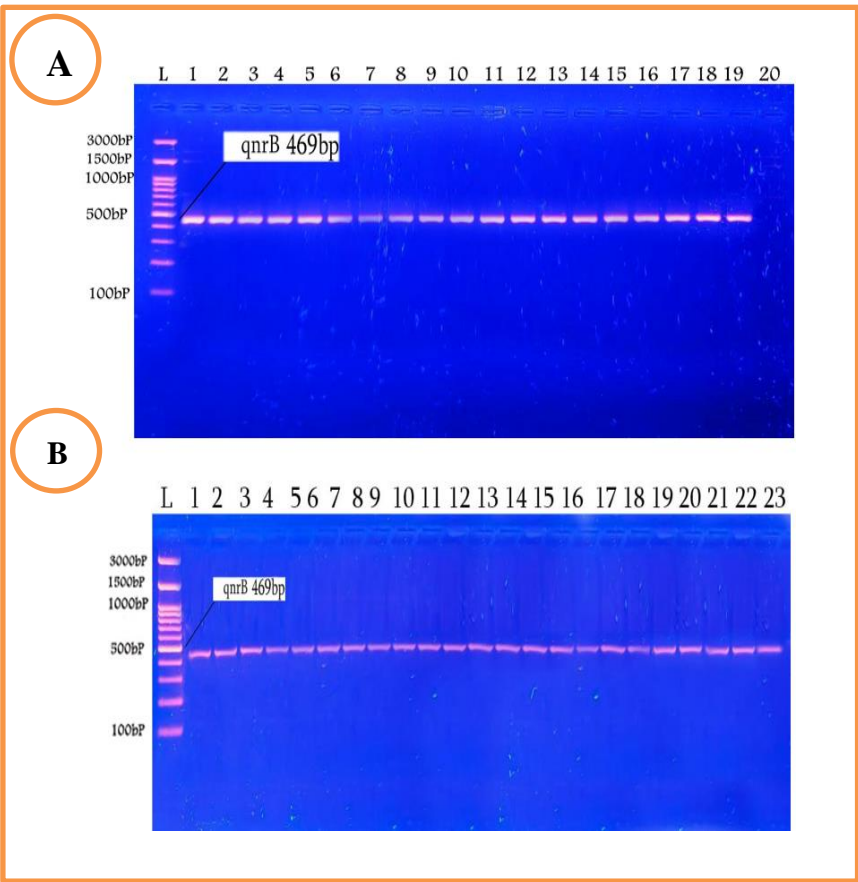 A
L 1 2 3 4 5 6 7 8 9 10 11 12 13 14 15 16 17 18 19 20
3000bP
qnrB 469bp
1500bP
1000bP
500bP
100bP
B
L 1 2 3 4 5 6 7 8 9 10 11 12 13 14 15 16 17 18 19 20 21 22 23
3000bP
1500bP
qnrB 469bp
1000bP
500bP
100bP